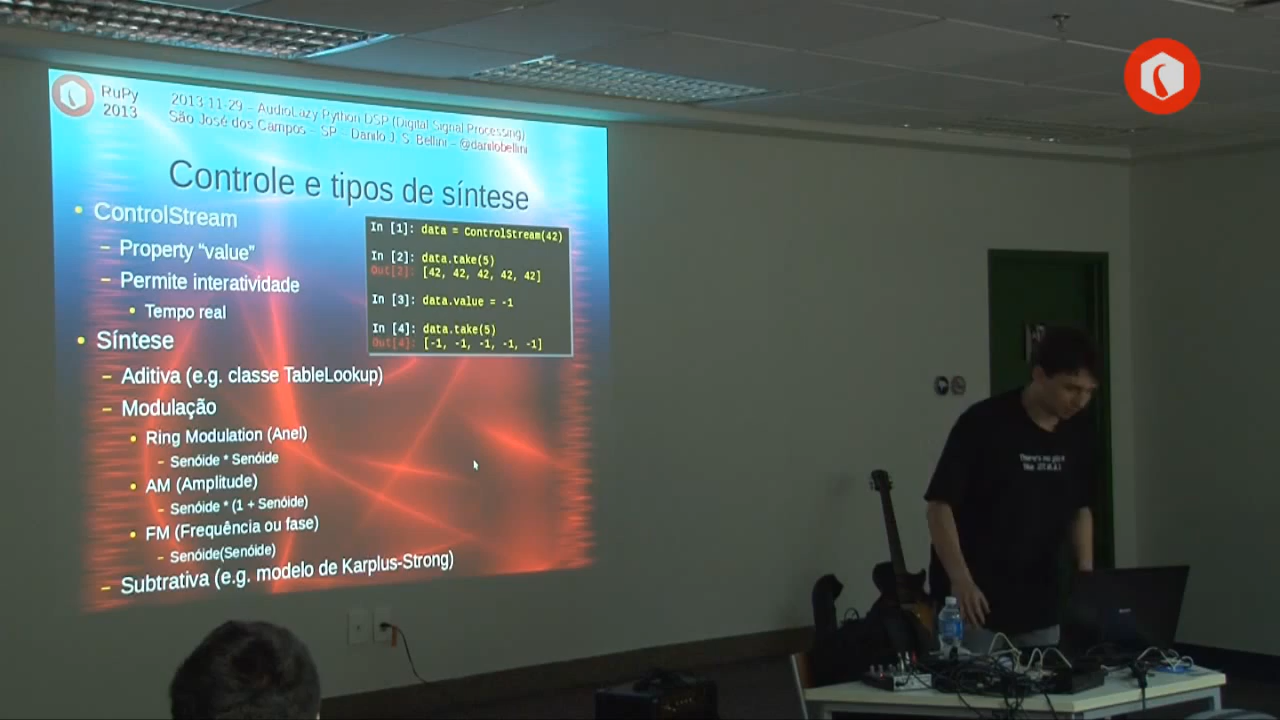 RuPy
2013
2013 11-29 – AudioLazy Python DSP (Digital Signal Processing)
São José dos Campos – SP – Danilo J. S. Bellini – @danilobellini
Controle e tipos de síntese
• ControlStream
– Property “value”
– Permite interatividade
• Tempo real
• Síntese
– Aditiva (e.g. classe TableLookup)
– Modulação
• Ring Modulation (Anel)
– Senóide * Senóide
• AM (Amplitude)
– Senóide * (1 + Senóide)
• FM (Frequência ou fase)
– Senóide(Senóide)
– Subtrativa (e.g. modelo de Karplus-Strong)
In [1]: data = ControlStream(42)
In [2]: data.take(5)
Out[2]: [42, 42, 42, 42, 42]
In [3]: data.value = -1
In [4]: data.take(5)
Out[4]: [-1, -1, -1, -1, -1]
There's no